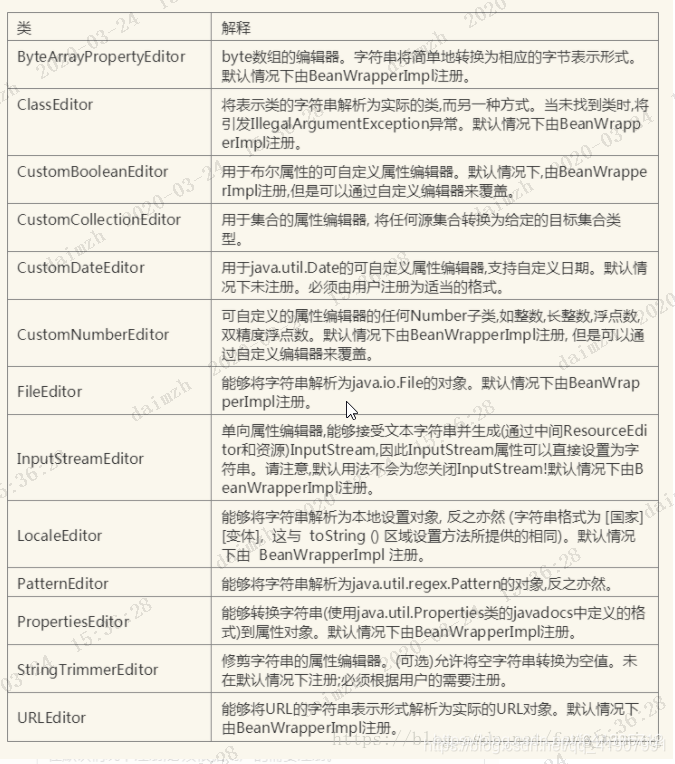 类 解释
ByteArrayPropertyEditor byte数组的编辑器。字符串将简单地转换为相应的字节表示形式。
默认情况下由BeanWrapperImpl注册。
ClassEditor 将表示类的字符串解析为实际的类,而另一种方式。当未找到类时,将
引发IllegalArgumentException异常。默认情况下由BeanWrapp
erImpl注册。
CustomBooleanEditor 用于布尔属性的可自定义属性编辑器。默认情况下,由BeanWrappe
rImpl注册,但是可以通过自定义编辑器来覆盖。
CustomCollectionEditor 用于集合的属性编辑器, 将任何源集合转换为给定的目标集合类
型。
CustomDateEditor 用于java.util.Date的可自定义属性编辑器,支持自定义日期。默认情
况下未注册。必须由用户注册为适当的格式。
CustomNumberEditor 可自定义的属性编辑器的任何Number子类,如整数,长整数,浮点数,
双精度浮点数。默认情况下由BeanWrapperImpl注册, 但是可以通
过自定义编辑器来覆盖。
FileEditor 能够将字符串解析为java.io.File的对象。默认情况下由BeanWrap
perImpl注册。
InputStreamEditor 单向属性编辑器,能够接受文本字符串并生成(通过中间ResourceEdi
tor和资源)InputStream,因此InputStream属性可以直接设置为字
符串。请注意,默认用法不会为您关闭InputStream!默认情况下由B
eanWrapperImpl注册。
LocaleEditor 能够将字符串解析为本地设置对象, 反之亦然 (字符串格式为 [国家]
[变体], 这与 toString () 区域设置方法所提供的相同)。默认情况
下由 BeanWrapperImpl 注册。
PatternEditor 能够将字符串解析为java.util.regex.Pattern的对象,反之亦然。
PropertiesEditor 能够转换字符串(使用java.util.Properties类的javadocs中定义的格
式)到属性对象。默认情况下由BeanWrapperImpl注册。
StringTrimmerEditor 修剪字符串的属性编辑器。(可选)允许将空字符串转换为空值。未
在默认情况下注册;必须根据用户的需要注册。
URLEditor 能够将URL的字符串表示形式解析为实际的URL对象。默认情况下
由BeanWrapperImpl注册。
daimzh 2020-03-24 15:36:28